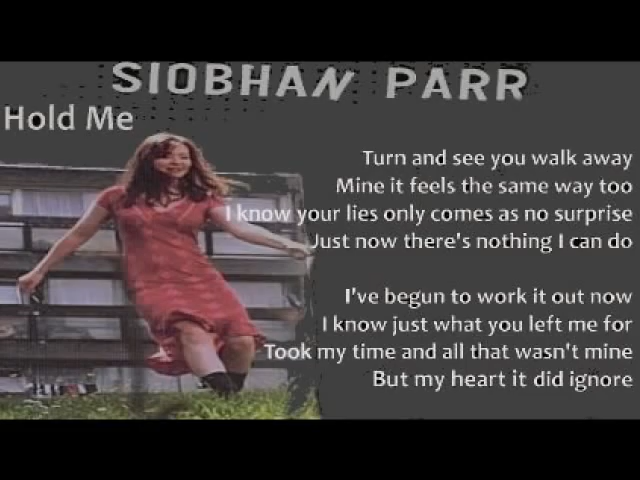 SIOBHAN PARR
Hold Me
Turn and see you walk away
Mine it feels the same way too
I know your lies only comes as no surprise
Just now there's nothing I can do
I've begun to work it out now
I know just what you left me for
Took my time and all that wasn't mine
But my heart it did ignore